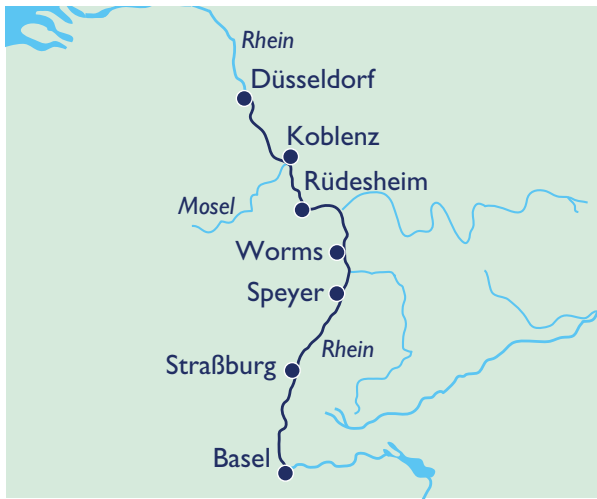 Rhein
Düsseldorf
Koblenz
Rüdesheim
Mosel
Worms
Speyer
Rhein
Straßburg
Basel